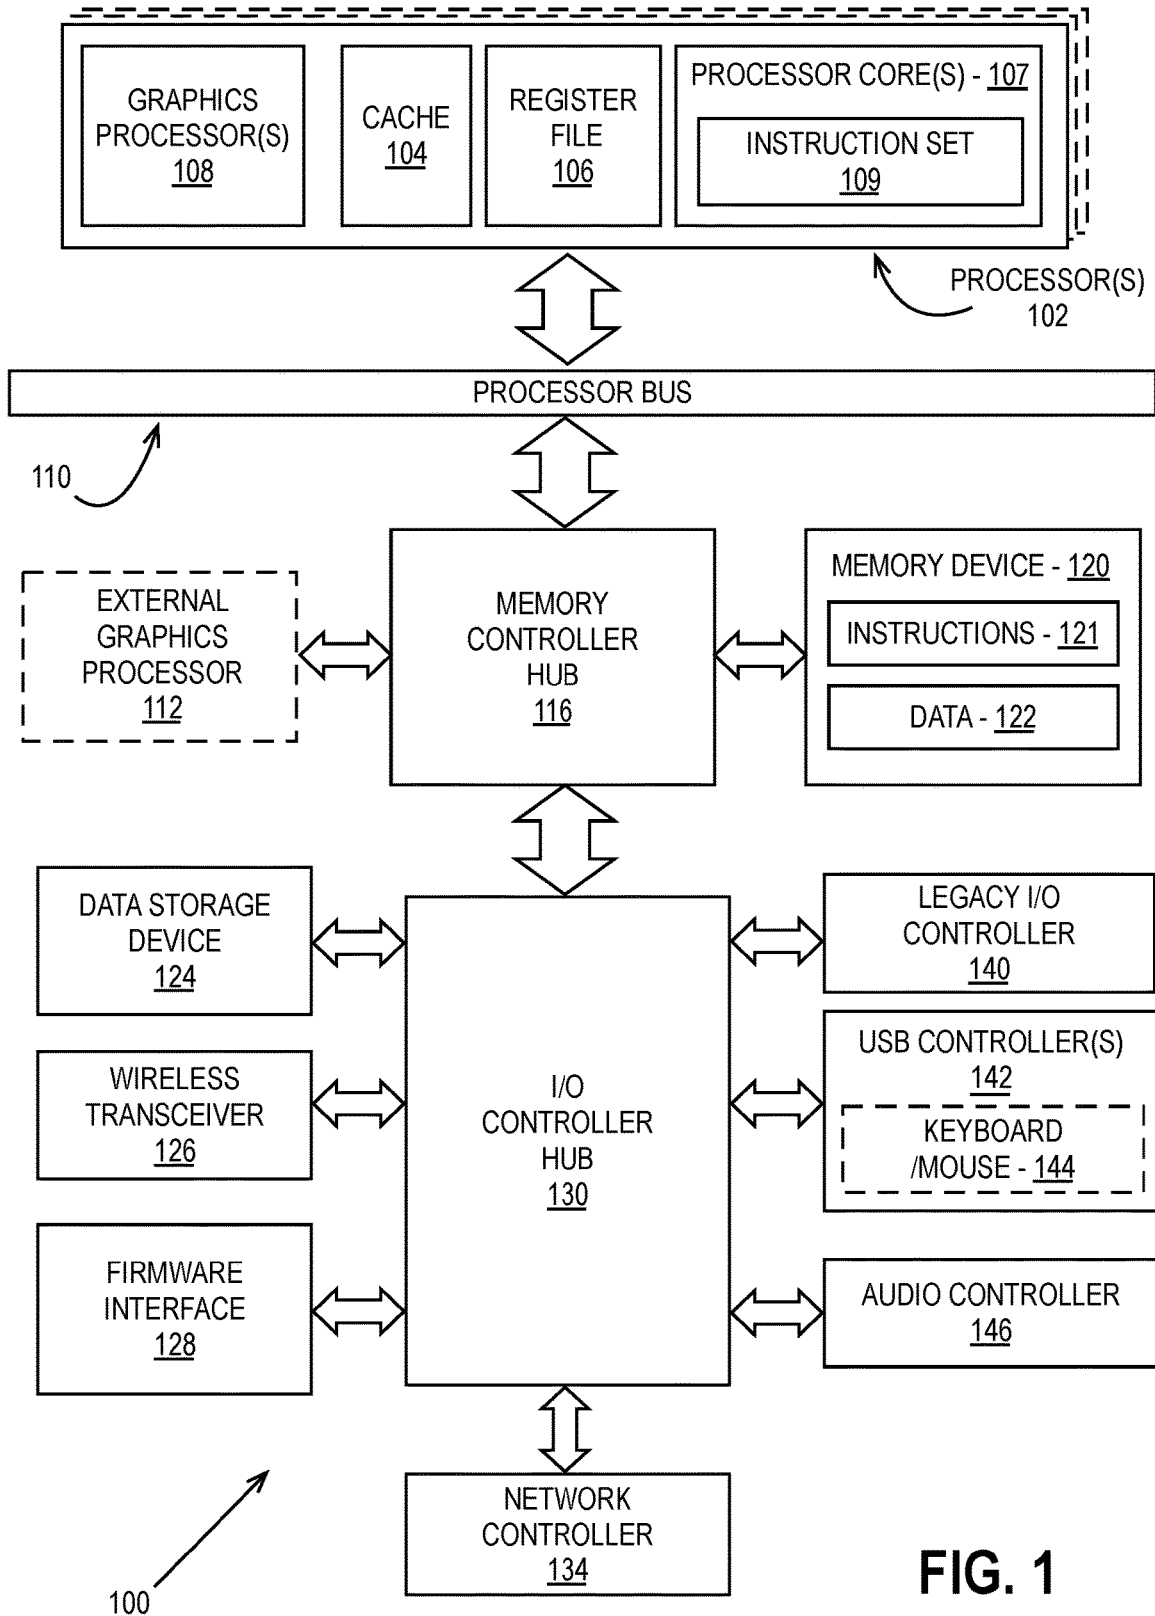 GRAPHICS
PROCESSOR(S)
108
CACHE
104
REGISTER
FILE
106
PROCESSOR CORE(S) - 107
INSTRUCTION SET
109
PROCESSOR(S)
102
PROCESSOR BUS
110
EXTERNAL
GRAPHICS
PROCESSOR
112
MEMORY
CONTROLLER
HUB
116
MEMORY DEVICE - 120
INSTRUCTIONS - 121
DATA - 122
DATA STORAGE
DEVICE
124
WIRELESS
TRANSCEIVER
126
FIRMWARE
INTERFACE
128
I/O
CONTROLLER
HUB
130
LEGACY I/O
CONTROLLER
140
USB CONTROLLER(S)
142
KEYBOARD
/MOUSE - 144
AUDIO CONTROLLER
146
NETWORK
CONTROLLER
134
100
FIG. 1